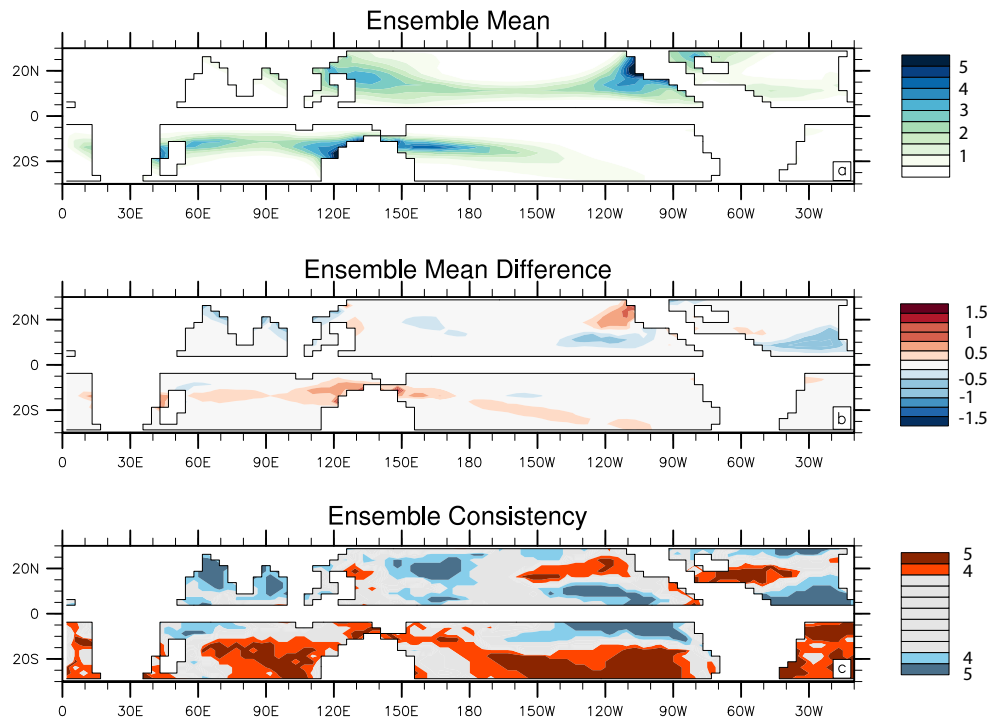 Ensemble Mean
20N
0
20S
a
0 30E 60E 90E 120E 150E 180 150W 120W 90W 60W 30W
5
4
3
2
1
Ensemble Mean Difference
20N
0
20S
b
0 30E 60E 90E 120E 150E 180 150W 120W 90W 60W 30W
1.5
1
0.5
-0.5
-1
-1.5
Ensemble Consistency
20N
0
20S
c
0 30E 60E 90E 120E 150E 180 150W 120W 90W 60W 30W
5
4
4
5